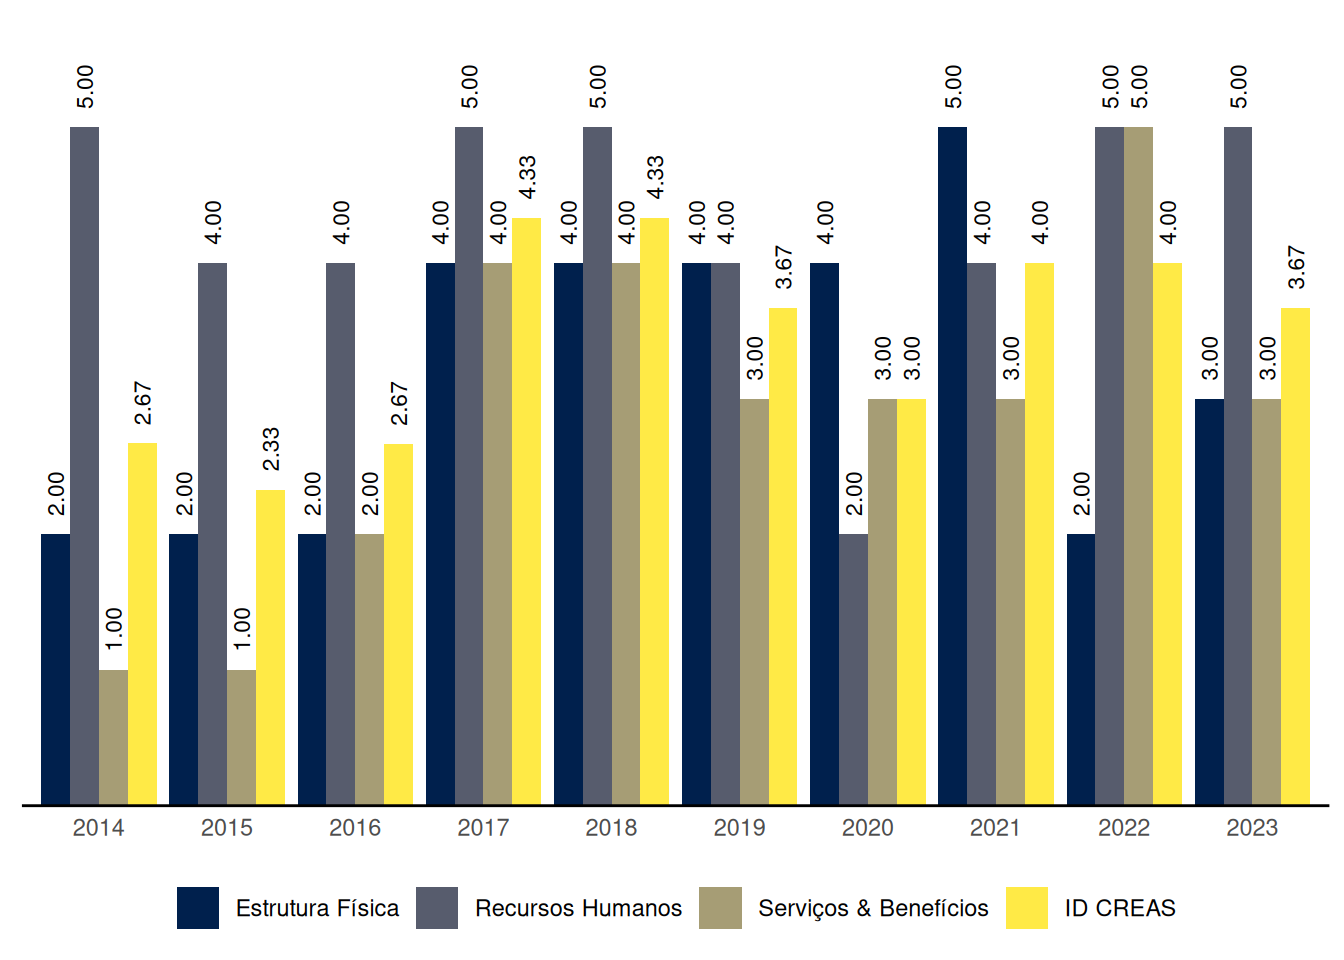 2.00 5.00 1.00 2.67
2.00 4.00 1.00 2.33
2.00 4.00 2.00 2.67
4.00 5.00 4.00 4.33
4.00 5.00 4.00 4.33
4.00 4.00 3.00 3.67
4.00 2.00 3.00 3.00
5.00 4.00 3.00 4.00
2.00 5.00 5.00 4.00
3.00 5.00 3.00 3.67
2014 2015 2016 2017 2018 2019 2020 2021 2022 2023
Estrutura Física Recursos Humanos Serviços & Benefícios ID CREAS